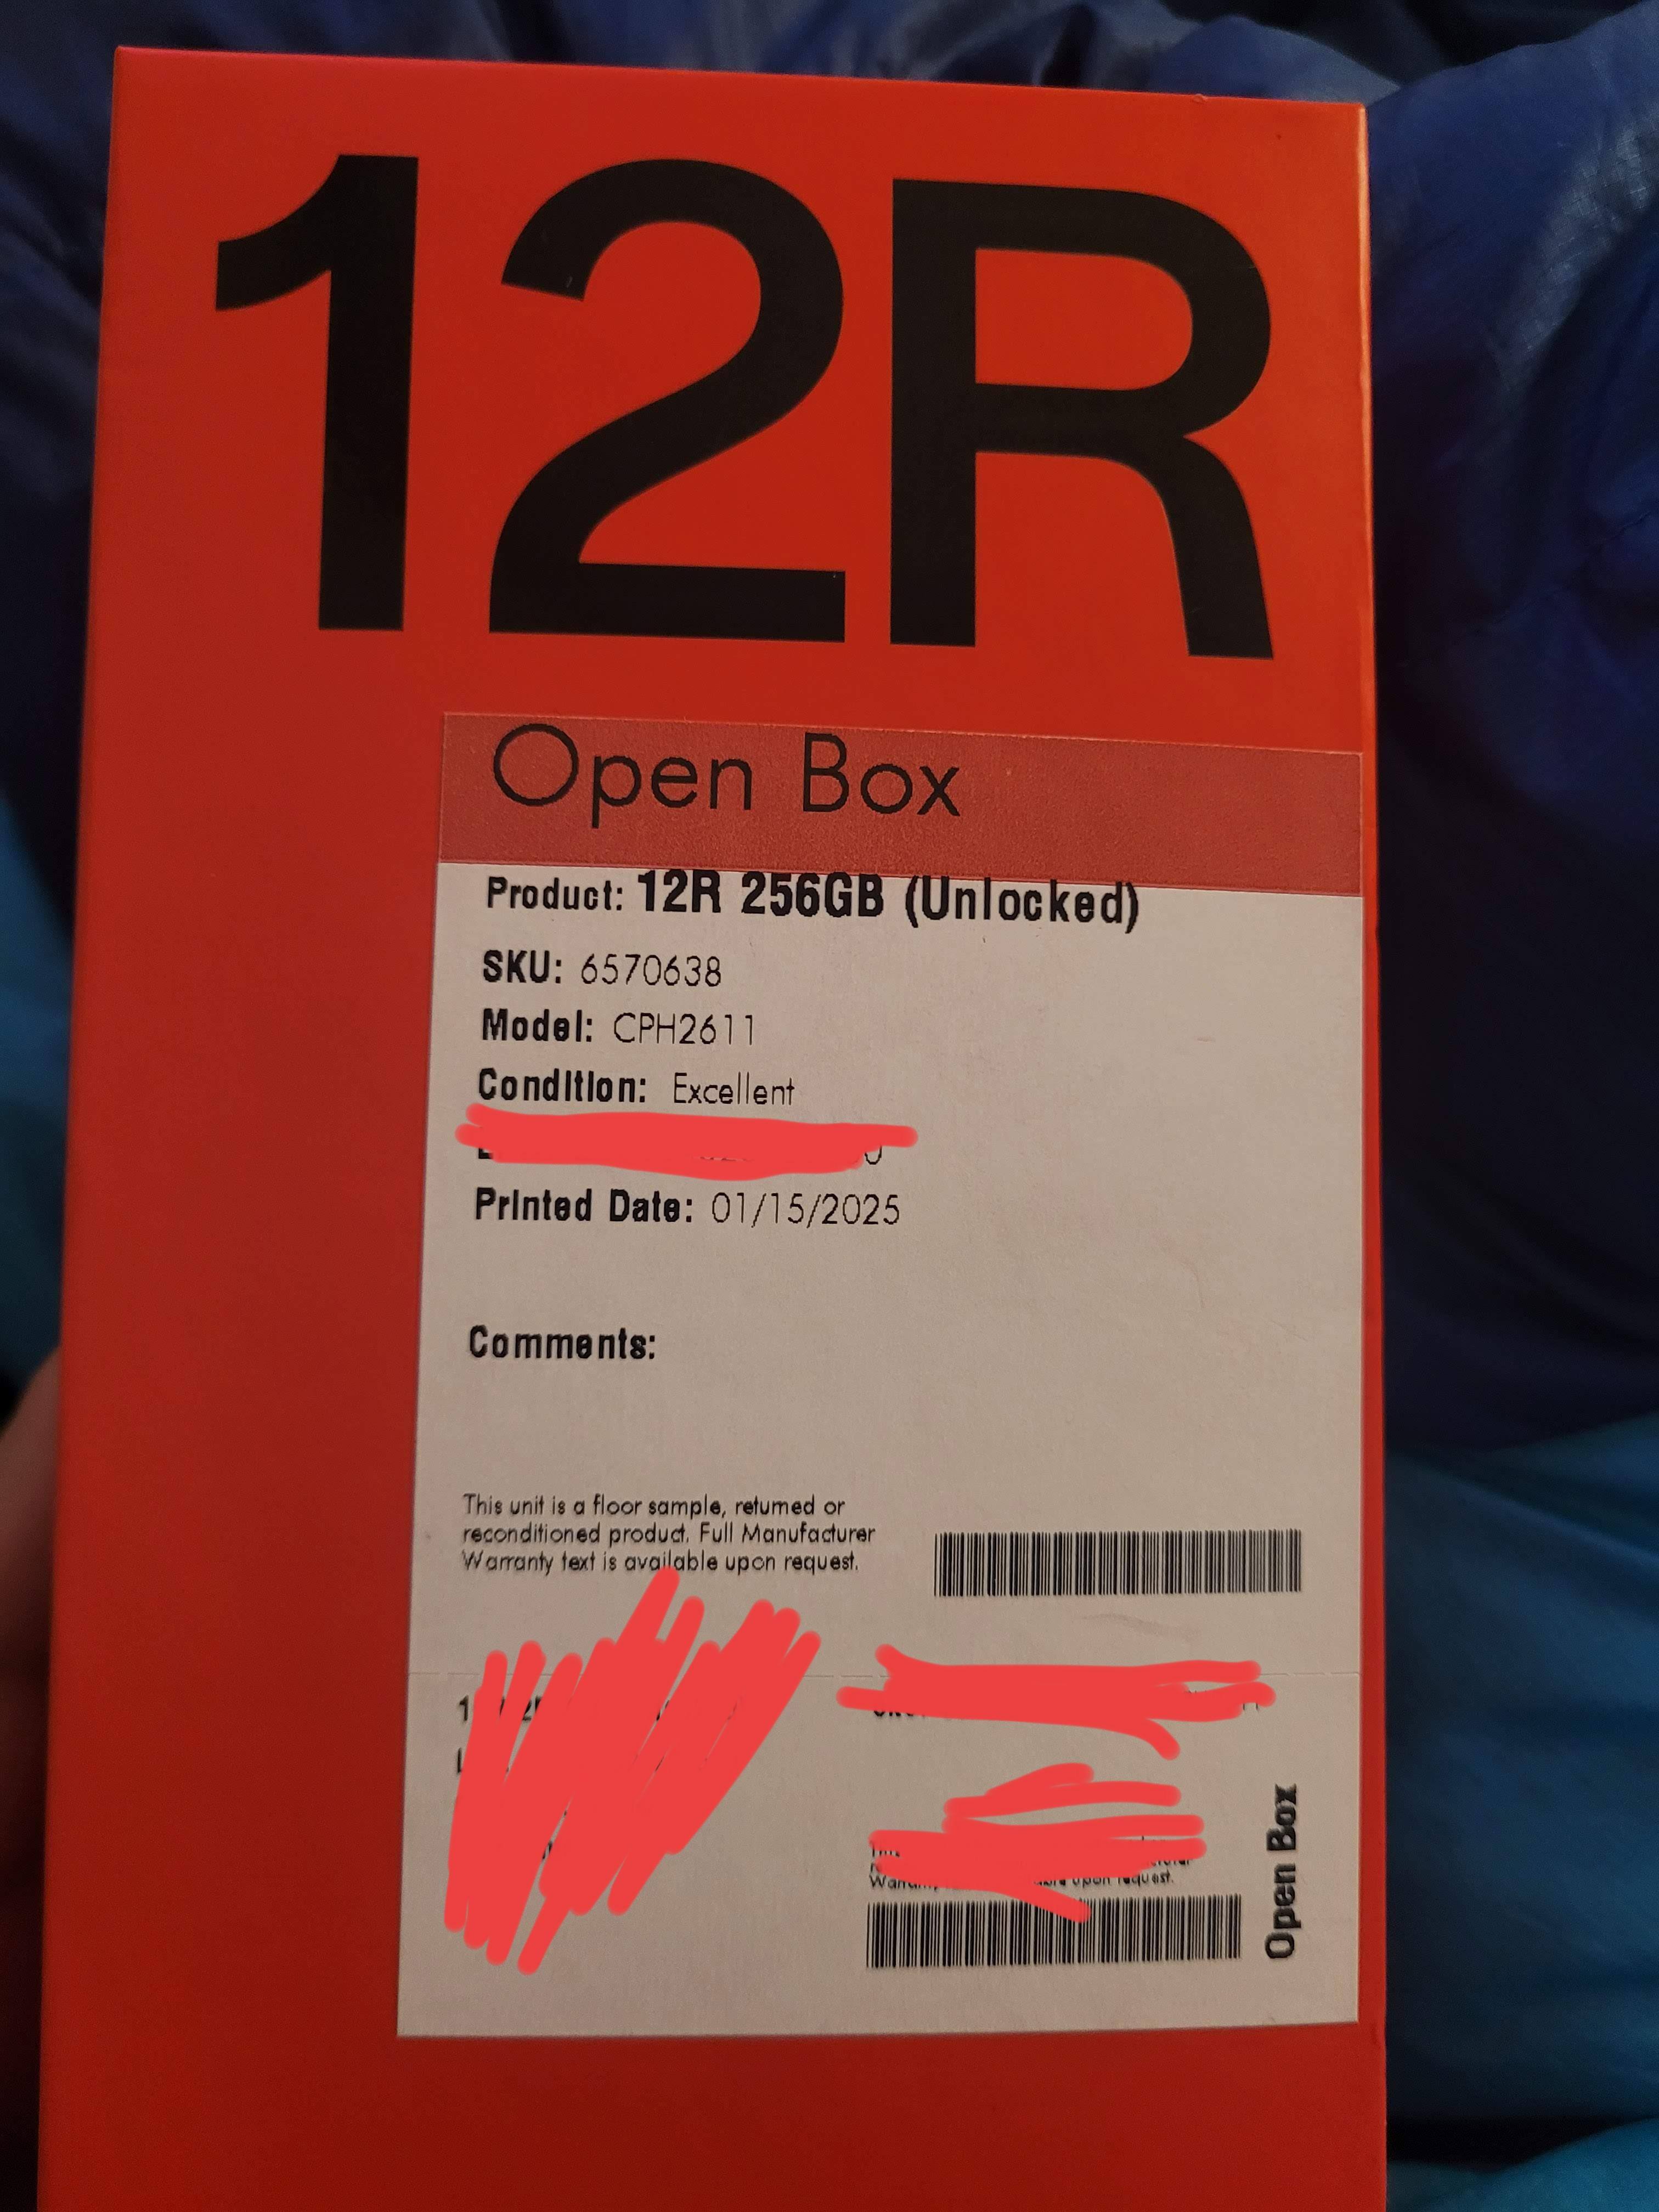 12R
Open Box
Product: 12R 256GB (Unlocked)
SKU: 6570638
Model: CPH2611
Condition: Excellent
Printed Date: 01/15/2025
Comments:
This unit is a floor sample, returned or
reconditioned product. Full Manufacturer
Warranty text is available upon request.
upon request.
Open Box